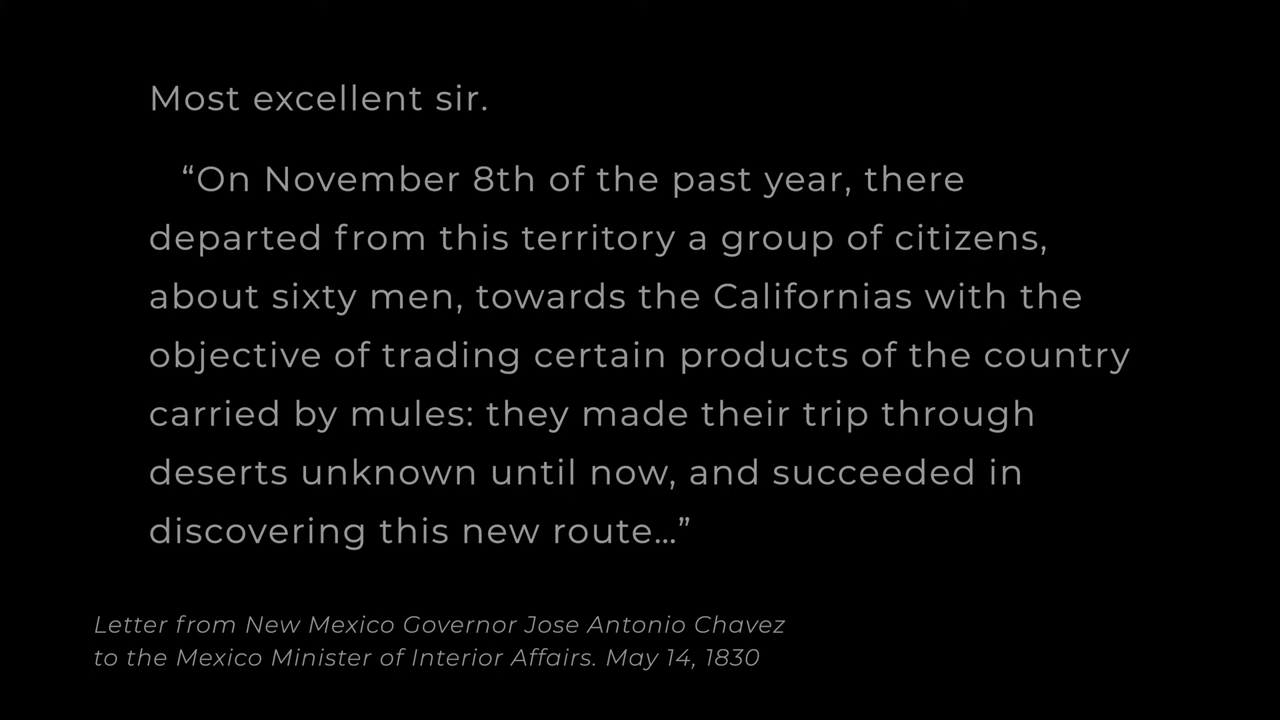 Most excellent sir.
“On November 8th of the past year, there
departed from this territory a group of citizens,
about sixty men, towards the Californias with the
objective of trading certain products of the country
carried by mules: they made their trip through
deserts unknown until now, and succeeded in
discovering this new route...”
Letter from New Mexico Governor Jose Antonio Chavez
to the Mexico Minister of Interior Affairs. May 14, 1830